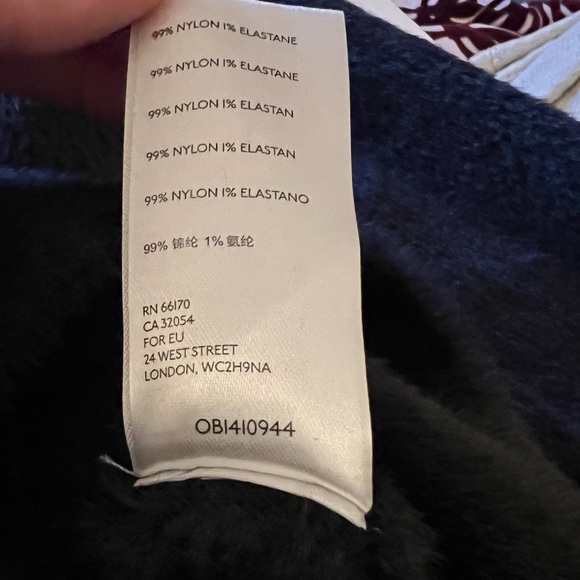 99% NYLON 1% ELASTANE
99% NYLON 1% ELASTANE
99% NYLON 1% ELASTAN
99% NYLON 1% ELASTAN
99% NYLON 1% ELASTANO
99% 锦纶 1% 氨纶
RN 66170
CA 32054
FOR EU
24 WEST STREET
LONDON, WC2H9NA
OB1410944